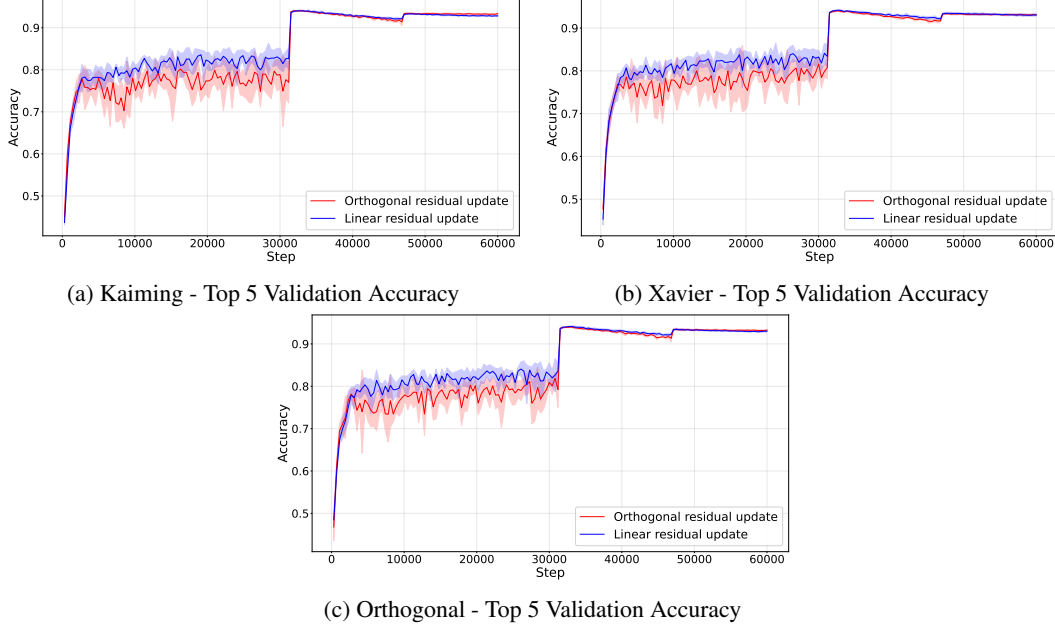 0.9
0.8
0.7
0.6
0.5
Accuracy
Orthogonal residual update
Linear residual update
0 10000 20000 30000 40000 50000 60000
Step
(a) Kaiming - Top 5 Validation Accuracy
0.9
0.8
0.7
0.6
0.5
Accuracy
Orthogonal residual update
Linear residual update
0 10000 20000 30000 40000 50000 60000
Step
(b) Xavier - Top 5 Validation Accuracy
0.9
0.8
0.7
0.6
0.5
Accuracy
Orthogonal residual update
Linear residual update
0 10000 20000 30000 40000 50000 60000
Step
(c) Orthogonal - Top 5 Validation Accuracy